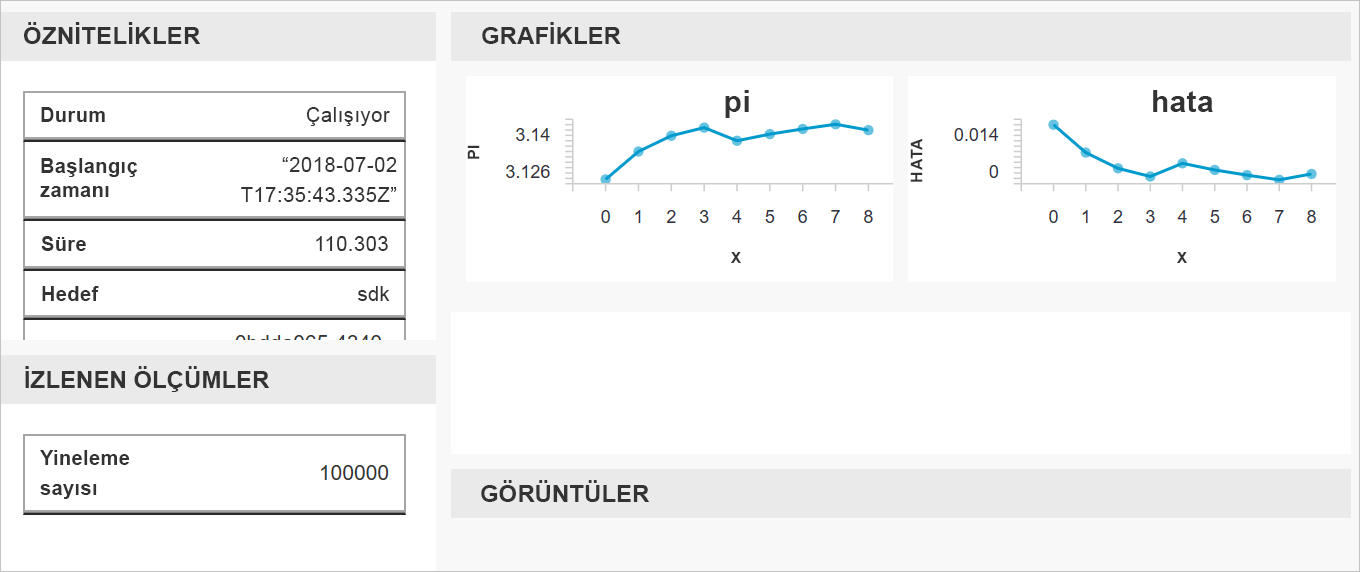 ÖZNİTELİKLER
Durum Çalışıyor
Başlangıç zamanı
“2018-07-02
T17:35:43.335Z”
Süre 110.303
Hedef sdk
İZLENEN ÖLÇÜMLER
Yineleme
sayısı
100000
GRAFİKLER
pi
PI
3.14
3.126
0 1 2 3 4 5 6 7 8
X
hata
HATA
0.014
0
0 1 2 3 4 5 6 7 8
X
GÖRÜNTÜLER